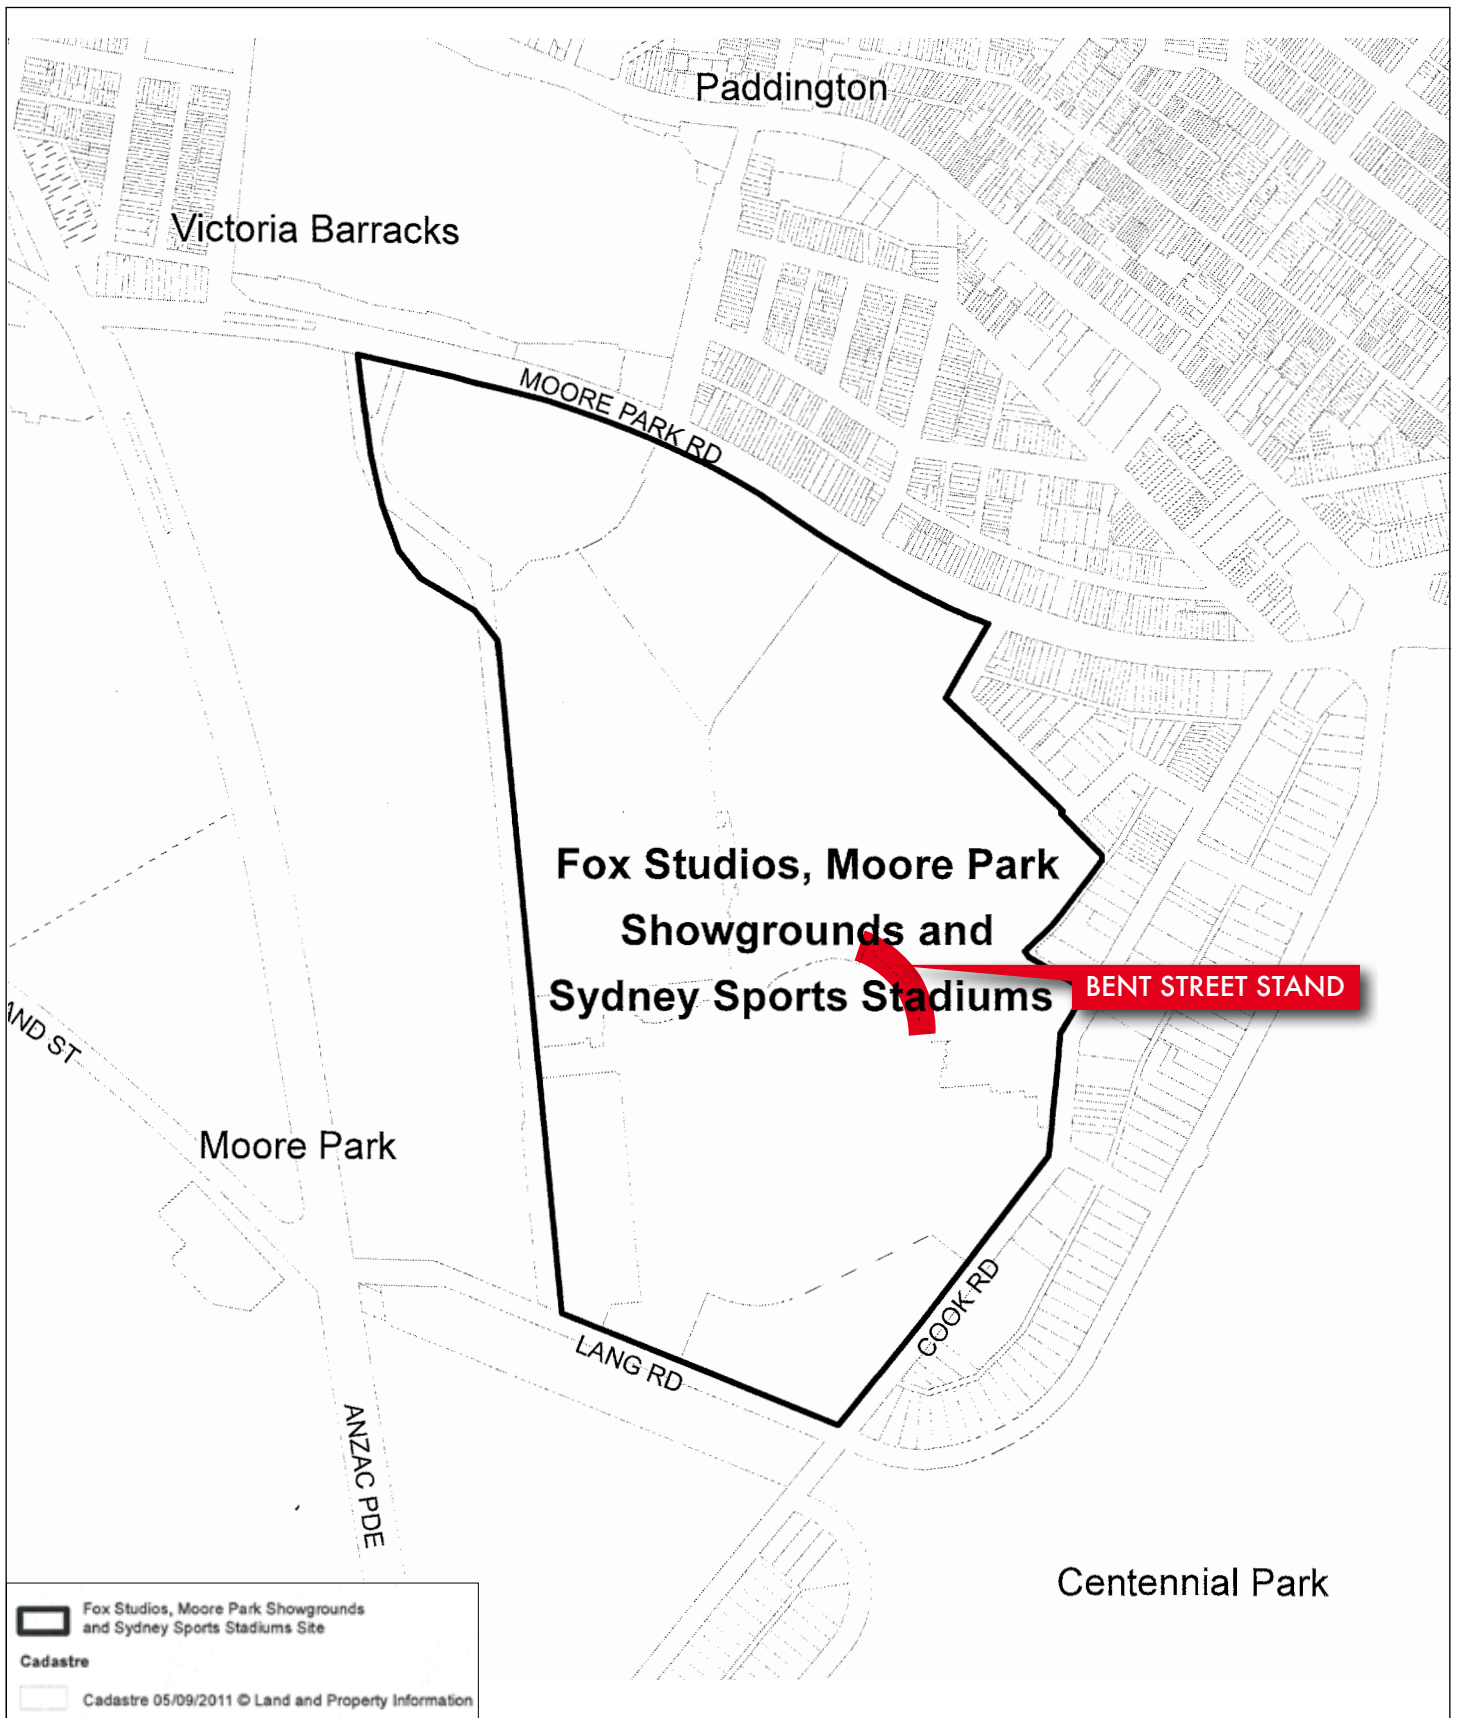 Paddington
Victoria Barracks
MOORE PARK RD
Fox Studios, Moore Park
Showgrounds and
Sydney Sports Stadiums
BENT STREET STAND
AND ST
Moore Park
COOK RD
LANG RD
ANZAC PDE
Centennial Park
Fox Studios, Moore Park Showgrounds
and Sydney Sports Stadiums Site
Cadastre
Cadastre 05/09/2011 © Land and Property Information